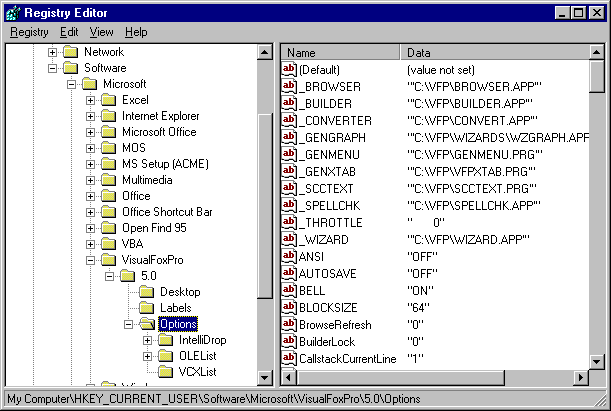 Registry Editor
Registry Edit View Help
Network
Software
Microsoft
Excel
Internet Explorer
Microsoft Office
MOS
MS Setup (ACME)
Multimedia
Office
Office Shortcut Bar
Open Find 95
VBA
VisualFoxPro
5.0
Desktop
Labels
Options
IntelliDrop
OLEList
VCXList
Name Data
(Default) (value not set)
_BROWSER ""C:\VFP\BROWSER.APP""
_BUILDER ""C:\VFP\BUILDER.APP""
_CONVERTER ""C:\VFP\CONVERT.APP""
_GENGRAPH ""C:\VFP\WIZARDS\WZGRAPH.APP
_GENMENU ""C:\VFP\GENMENU.PRG""
_GENXTAB ""C:\VFP\VFPXTAB.PRG""
_SCCTEXT ""C:\VFP\SCCTEXT.PRG""
_SPELLCHK ""C:\VFP\SPELLCHK.APP""
_THROTTLE "      0"
_WIZARD ""C:\VFP\WIZARD.APP""
ANSI "OFF"
AUTOSAVE "OFF"
BELL "ON"
BLOCKSIZE "64"
BrowseRefresh "0"
BuilderLock "0"
CallstackCurrentLine "1"
My Computer\HKEY_CURRENT_USER\Software\Microsoft\VisualFoxPro\5.0\Options